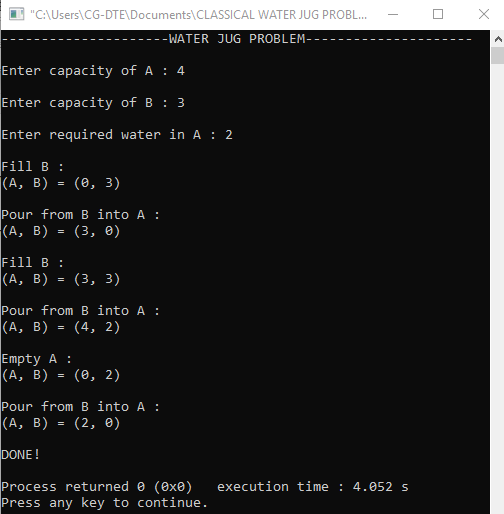 "C:\Users\CG-DTE\Documents\CLASSICAL WATER JUG PROBL...
---------------------WATER JUG PROBLEM---------------------
Enter capacity of A : 4
Enter capacity of B : 3
Enter required water in A : 2
Fill B :
(A, B) = (0, 3)
Pour from B into A :
(A, B) = (3, 0)
Fill B :
(A, B) = (3, 3)
Pour from B into A :
(A, B) = (4, 2)
Empty A :
(A, B) = (0, 2)
Pour from B into A :
(A, B) = (2, 0)
DONE!
Process returned 0 (0x0)   execution time : 4.052 s
Press any key to continue.